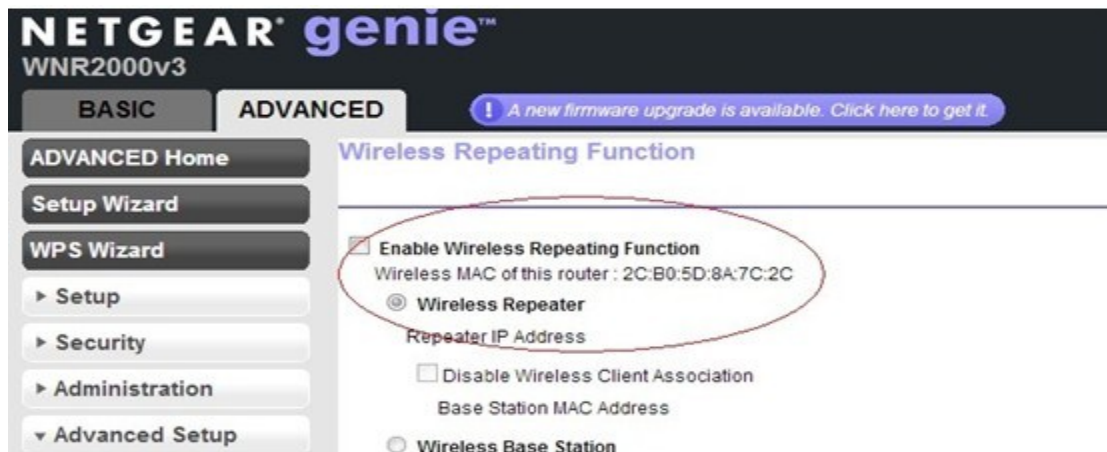 NETGEAR® genie™
WNR2000v3
BASIC
ADVANCED
! A new firmware upgrade is available. Click here to get it.
ADVANCED Home
Setup Wizard
WPS Wizard
▶ Setup
▶ Security
▶ Administration
▼ Advanced Setup
Wireless Repeating Function
Enable Wireless Repeating Function
Wireless MAC of this router : 2C:B0:5D:8A:7C:2C
Wireless Repeater
Repeater IP Address
Disable Wireless Client Association
Base Station MAC Address
Wireless Base Station